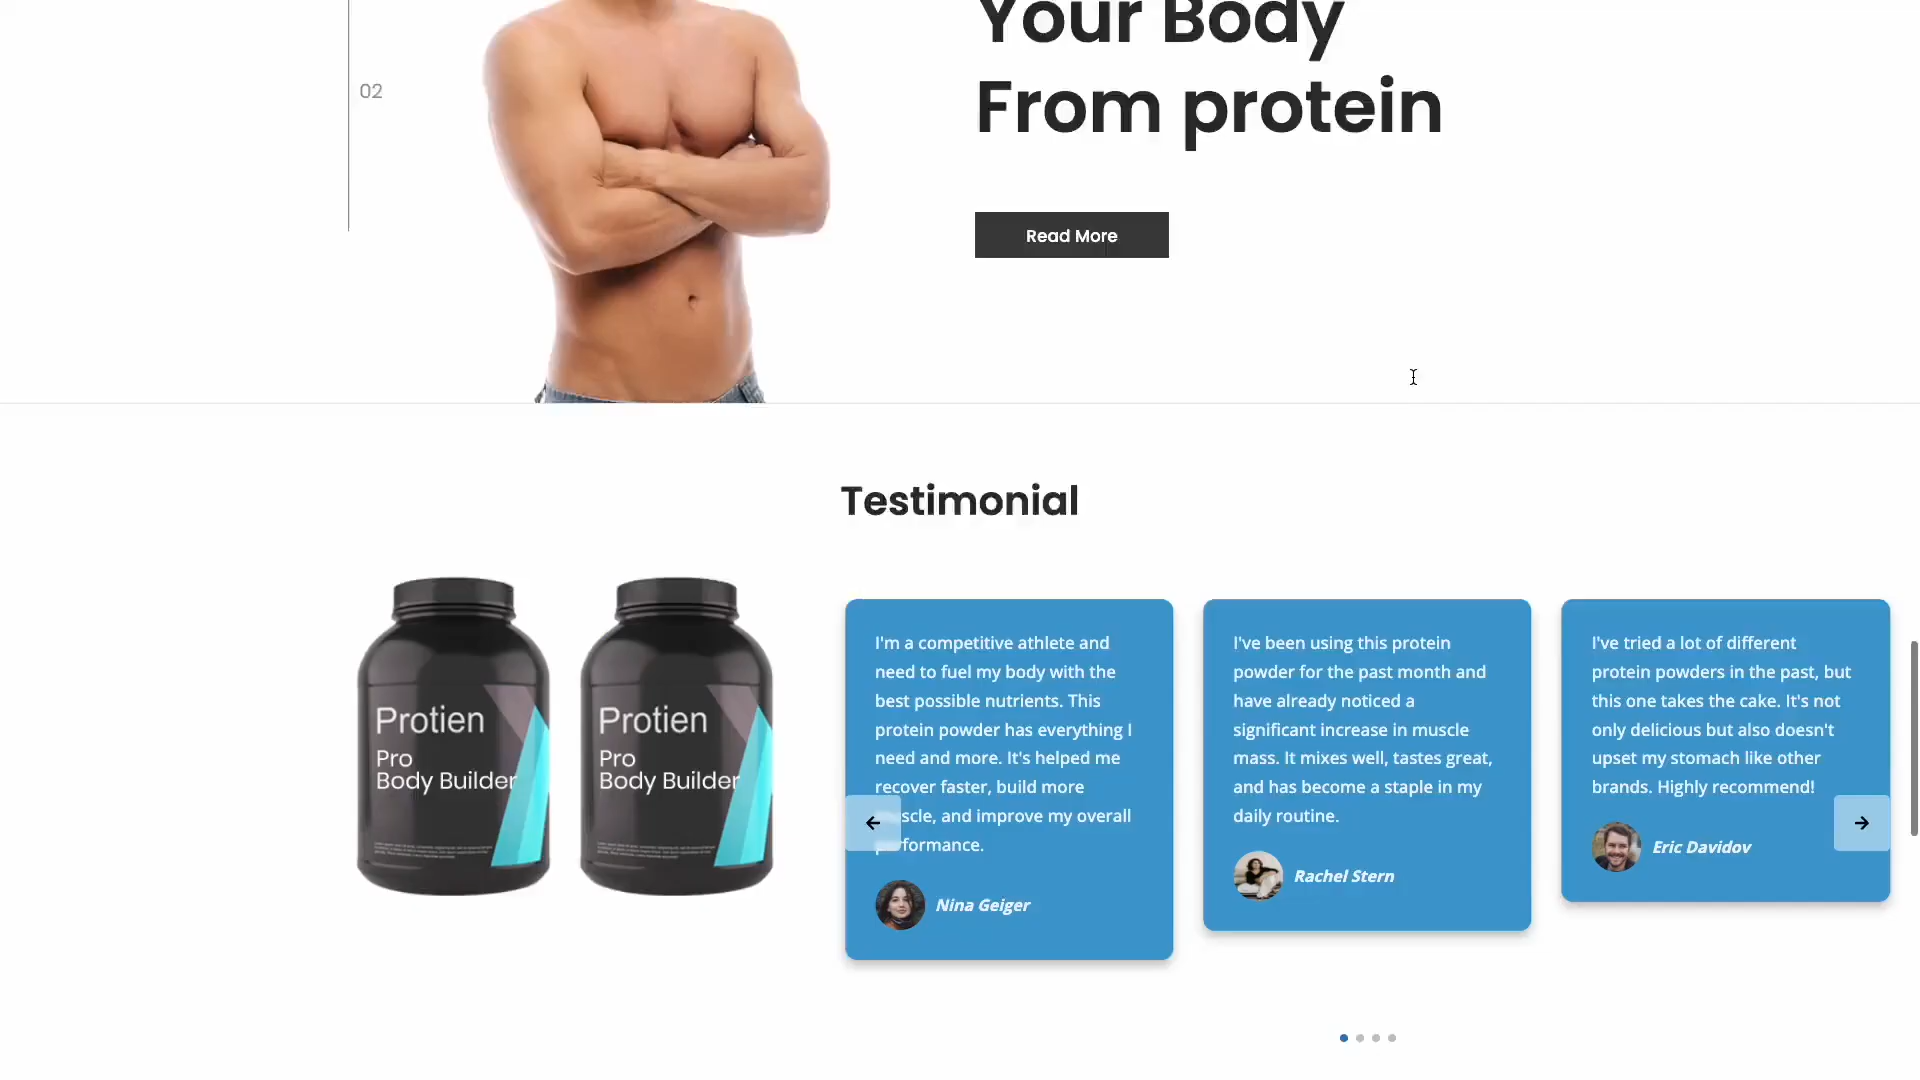 Your Body
From protein
02
Read More
Testimonial
Protien
Pro
Body Builder
Protien
Pro
Body Builder
I'm a competitive athlete and
need to fuel my body with the
best possible nutrients. This
protein powder has everything I
need and more. It's helped me
recover faster, build more
muscle, and improve my overall
performance.
Nina Geiger
I've been using this protein
powder for the past month and
have already noticed a
significant increase in muscle
mass. It mixes well, tastes great,
and has become a staple in my
daily routine.
Rachel Stern
I've tried a lot of different
protein powders in the past, but
this one takes the cake. It's not
only delicious but also doesn't
upset my stomach like other
brands. Highly recommend!
Eric Davidov